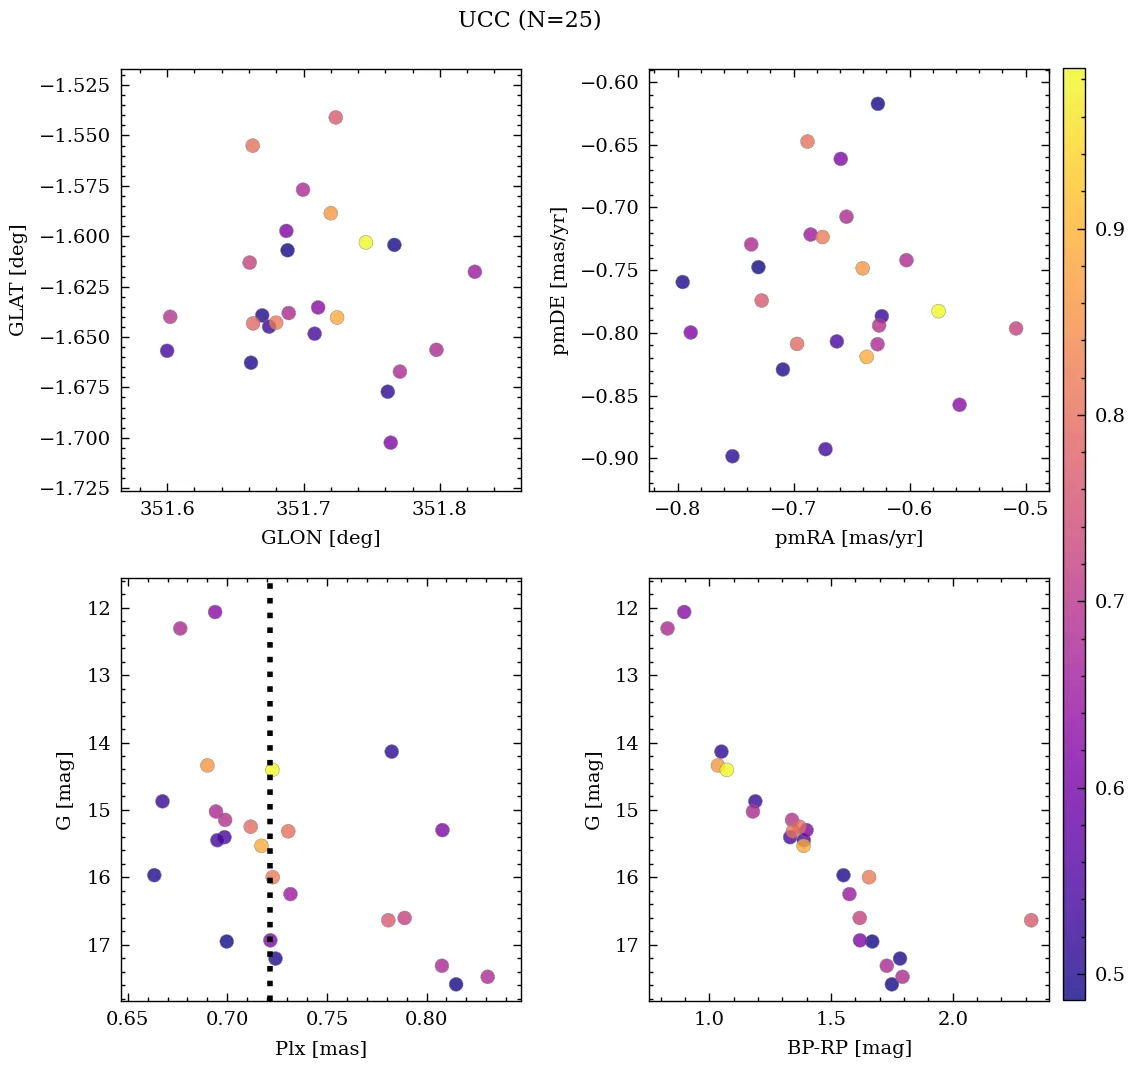 UCC (N=25)
−1.525
−1.550
−1.575
−1.600
−1.625
−1.650
−1.675
−1.700
−1.725
GLAT [deg]
351.6 351.7 351.8
GLON [deg]
−0.60
−0.65
−0.70
−0.75
−0.80
−0.85
−0.90
pmDE [mas/yr]
−0.8 −0.7 −0.6 −0.5
pmRA [mas/yr]
12
13
14
15
16
17
G [mag]
0.65 0.70 0.75 0.80
Plx [mas]
12
13
14
15
16
17
G [mag]
1.0 1.5 2.0
BP-RP [mag]
0.9
0.8
0.7
0.6
0.5